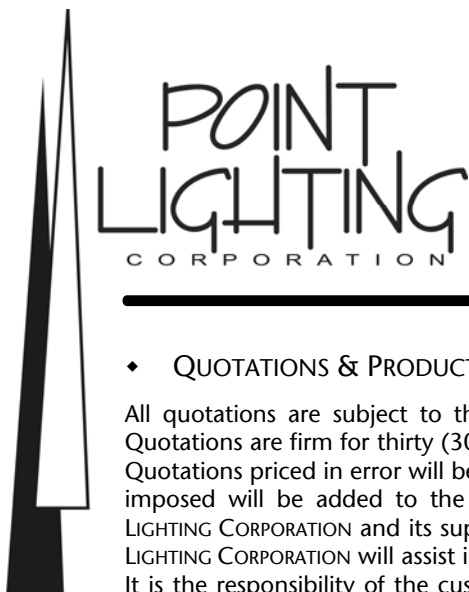 POINT
LIGHTING
CORPORATION
◆ QUOTATIONS & PRODUCT
All quotations are subject to th
Quotations are firm for thirty (30
Quotations priced in error will be
imposed will be added to the
LIGHTING CORPORATION and its sup
LIGHTING CORPORATION will assist i
It is the responsibility of the cus